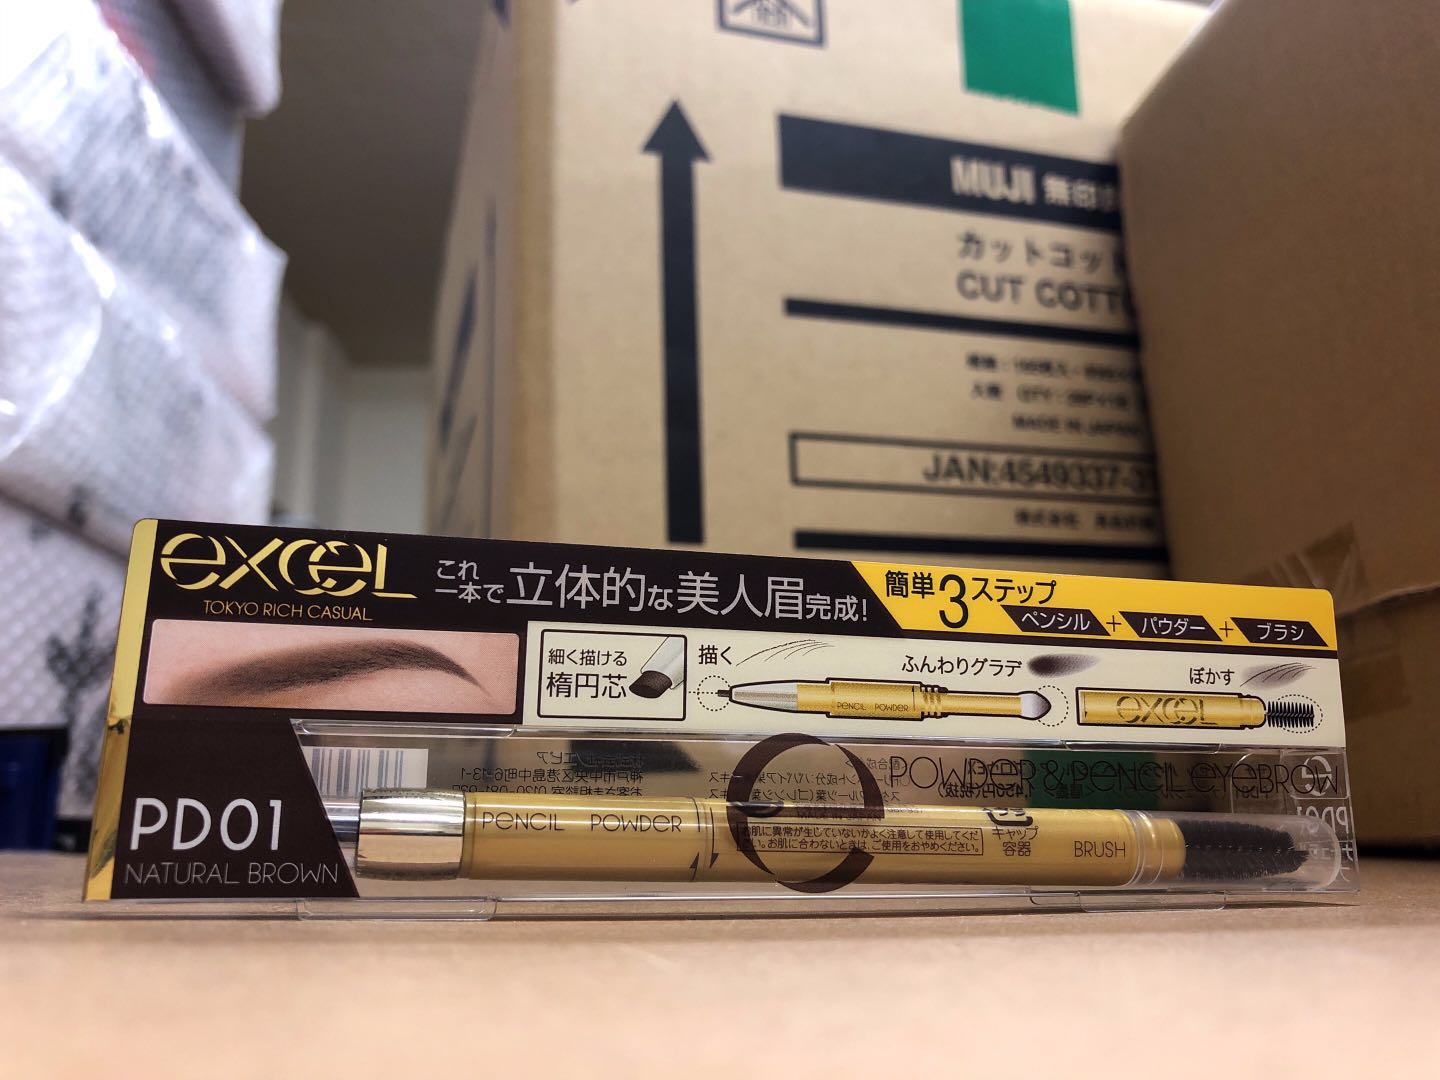 MUJI 無印
カットコット
CUT COTT
MADE IN JAPAN
JAN:4549337-3
excel
TOKYO RICH CASUAL
これ一本で立体的な美人眉完成!
簡単3ステップ
ペンシル + パウダー + ブラシ
細く描ける
楕円芯
描く
ふんわりグラデ
ぼかす
PENCIL POWDER
excel
POWDER & PENCIL EYEBROW
PD01
NATURAL BROWN
PENCIL POWDER
お肌に異常が生じていないかよく注意して使用してくだ
い。お肌に合わないときは、ご使用をおやめください。
キャップ
容器
BRUSH